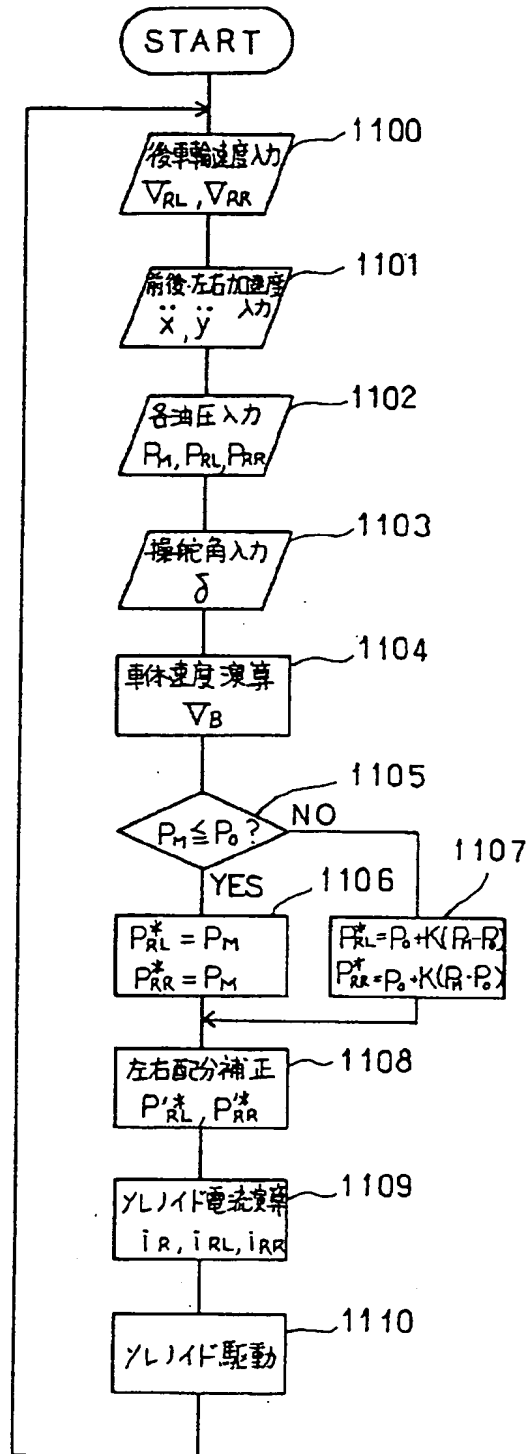 START
1100
後車輪速度入力
V_RL, V_RR
1101
前後・左右加速度
入力
ẍ, ÿ
1102
各油圧入力
P_M, P_RL, P_RR
1103
操舵角入力
δ
1104
車体速度演算
V_B
1105
P_M ≦ P_0 ?
NO
YES
1106
P*_RL = P_M
P*_RR = P_M
1107
P*_RL = P_0 + K(P_M - P_0)
P*_RR = P_0 + K(P_M - P_0)
1108
左右配分補正
P'*_RL, P'*_RR
1109
ソレノイド電流演算
i_R, i_RL, i_RR
1110
ソレノイド駆動